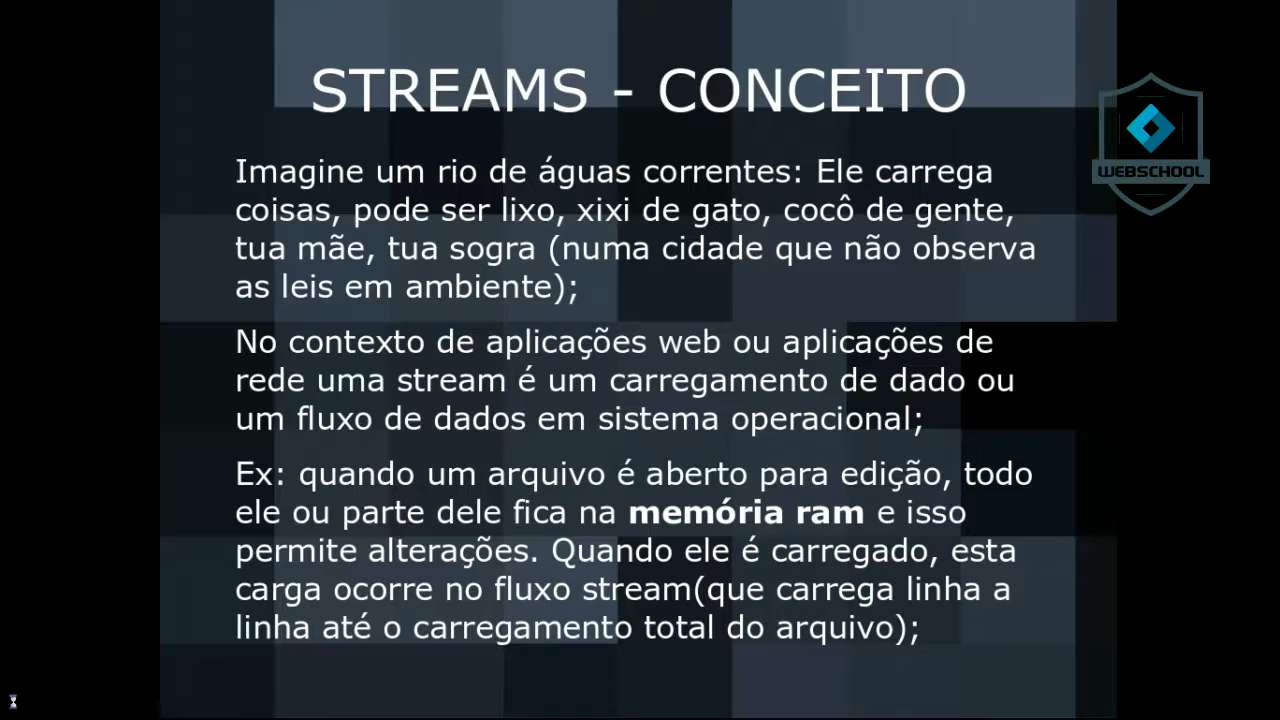 STREAMS - CONCEITO
Imagine um rio de águas correntes: Ele carrega
coisas, pode ser lixo, xixi de gato, cocô de gente,
tua mãe, tua sogra (numa cidade que não observa
as leis em ambiente);
No contexto de aplicações web ou aplicações de
rede uma stream é um carregamento de dado ou
um fluxo de dados em sistema operacional;
Ex: quando um arquivo é aberto para edição, todo
ele ou parte dele fica na memória ram e isso
permite alterações. Quando ele é carregado, esta
carga ocorre no fluxo stream(que carrega linha a
linha até o carregamento total do arquivo);
WEBSCHOOL